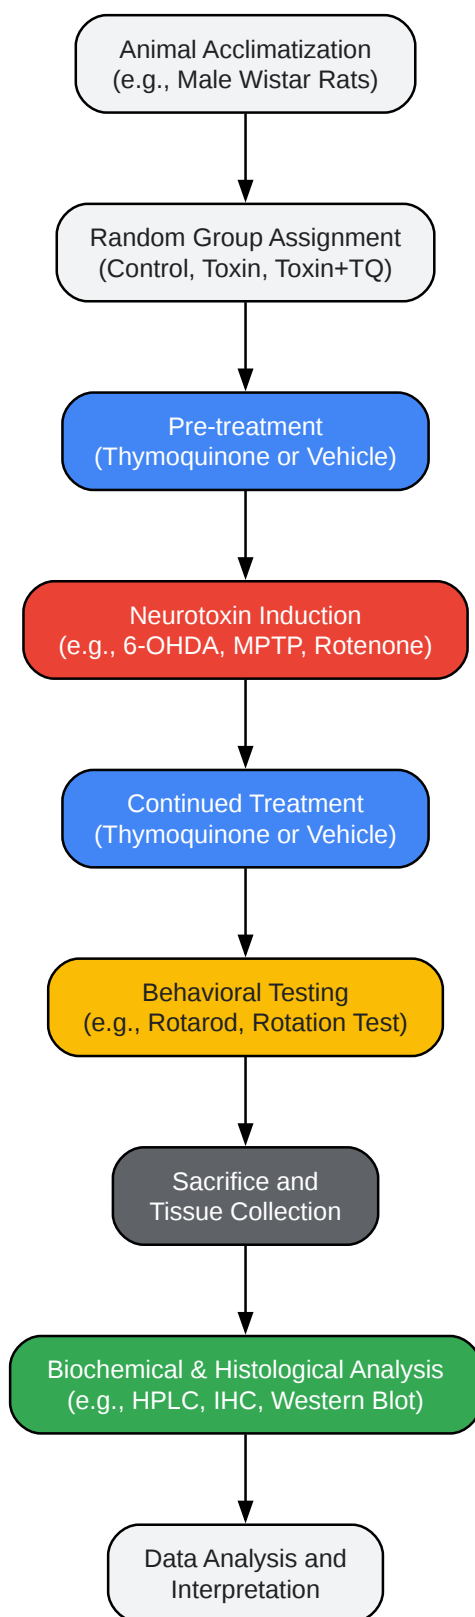 Animal Acclimatization
(e.g., Male Wistar Rats)
Random Group Assignment
(Control, Toxin, Toxin+TQ)
Pre-treatment
(Thymoquinone or Vehicle)
Neurotoxin Induction
(e.g., 6-OHDA, MPTP, Rotenone)
Continued Treatment
(Thymoquinone or Vehicle)
Behavioral Testing
(e.g., Rotarod, Rotation Test)
Sacrifice and
Tissue Collection
Biochemical & Histological Analysis
(e.g., HPLC, IHC, Western Blot)
Data Analysis and
Interpretation